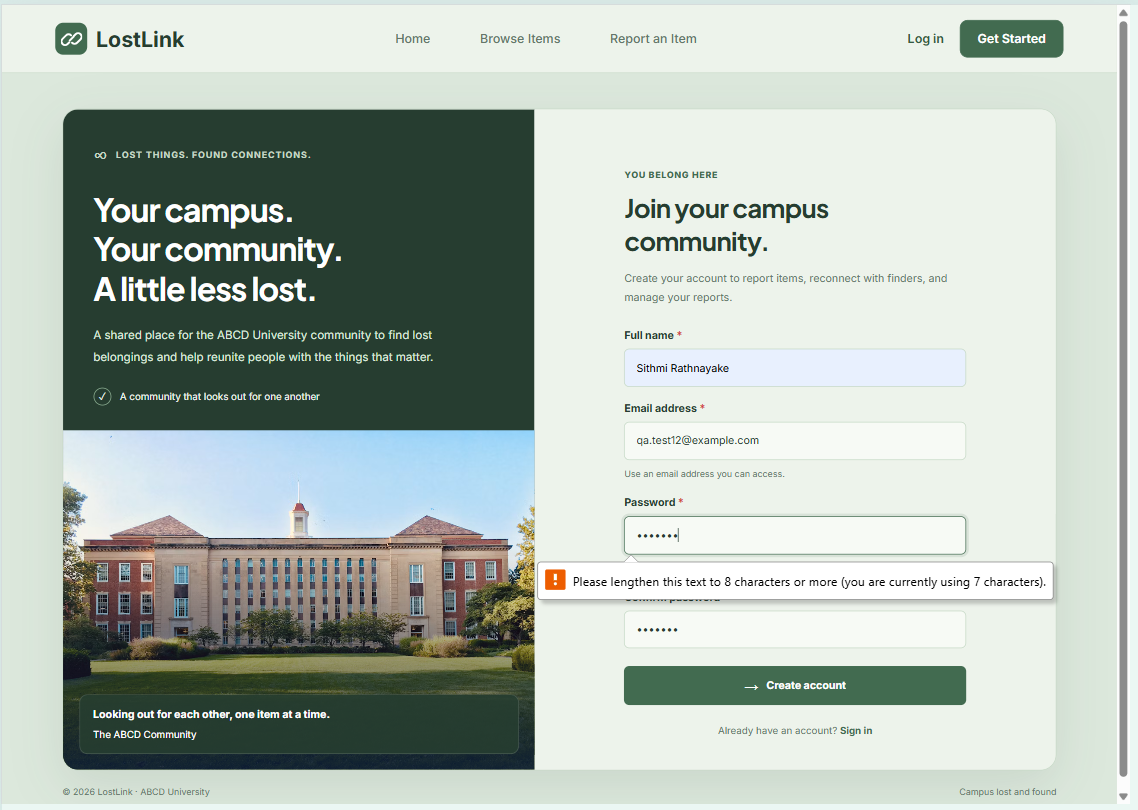 LostLink
Home
Browse Items
Report an Item
Log in
Get Started
LOST THINGS. FOUND CONNECTIONS.
Your campus.
Your community.
A little less lost.
A shared place for the ABCD University community to find lost
belongings and help reunite people with the things that matter.
✓ A community that looks out for one another
Looking out for each other, one item at a time.
The ABCD Community
YOU BELONG HERE
Join your campus
community.
Create your account to report items, reconnect with finders, and
manage your reports.
Full name *
Sithmi Rathnayake
Email address *
qa.test12@example.com
Use an email address you can access.
Password *
•••••••
! Please lengthen this text to 8 characters or more (you are currently using 7 characters).
•••••••
→ Create account
Already have an account? Sign in
© 2026 LostLink · ABCD University
Campus lost and found